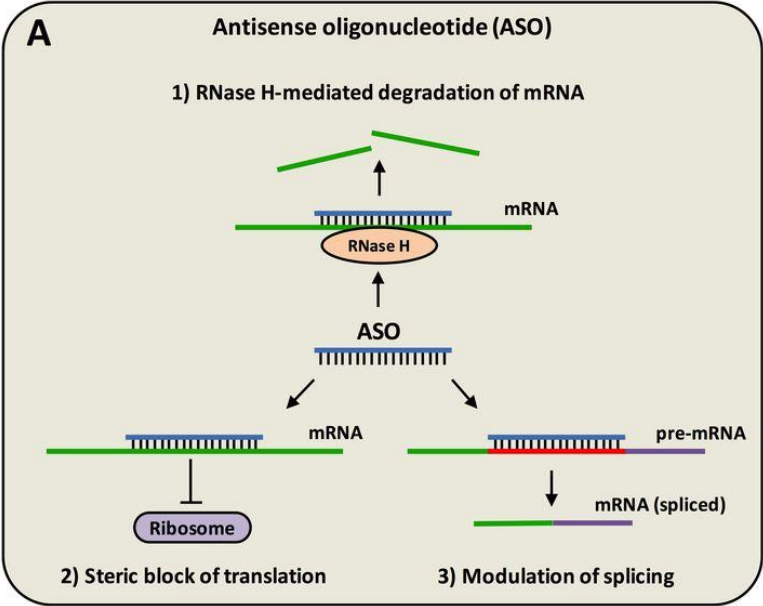 A
Antisense oligonucleotide (ASO)
1) RNase H-mediated degradation of mRNA
mRNA
RNase H
ASO
mRNA
pre-mRNA
Ribosome
mRNA (spliced)
2) Steric block of translation
3) Modulation of splicing